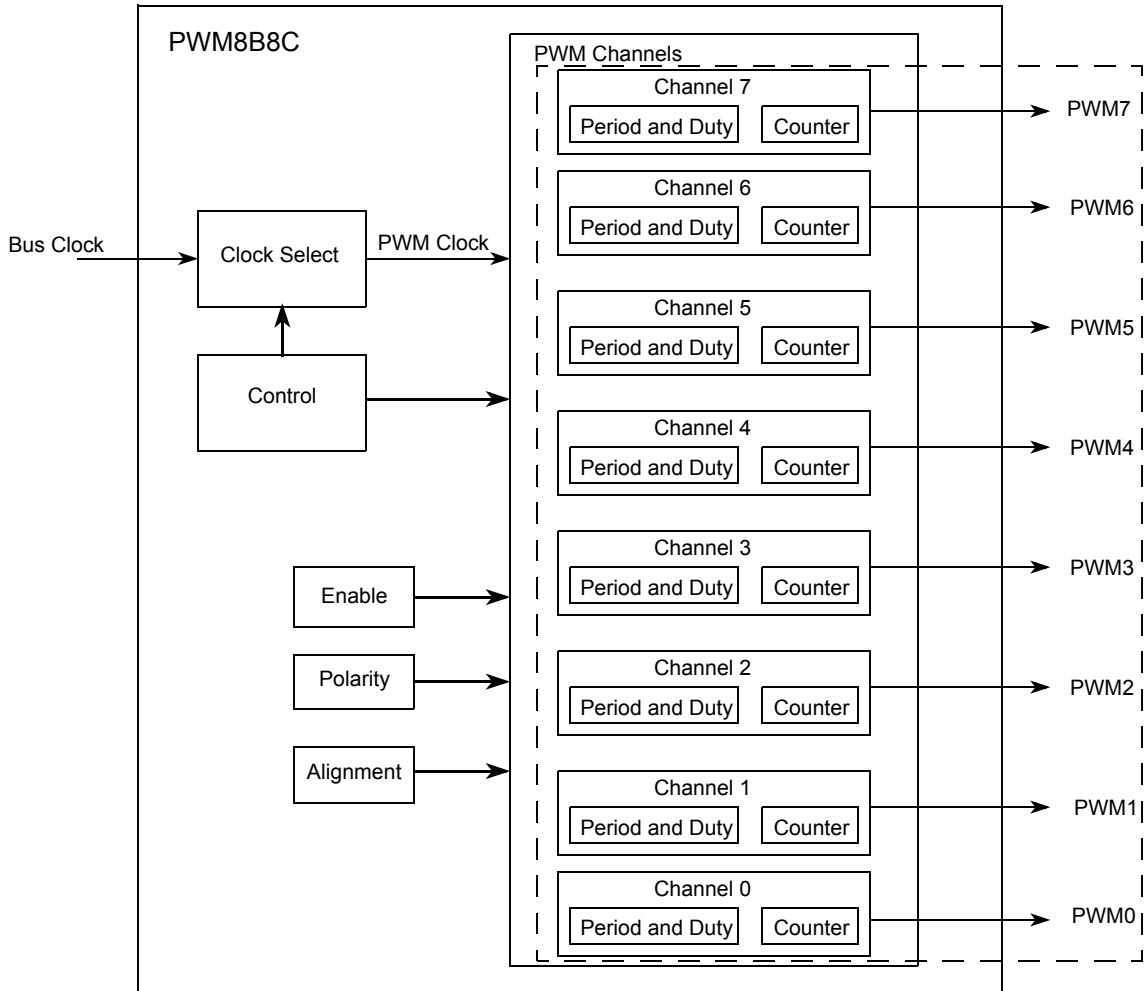 PWM8B8C
PWM Channels
Channel 7
Period and Duty
Counter
PWM7
Channel 6
Period and Duty
Counter
PWM6
Bus Clock
Clock Select
PWM Clock
Channel 5
Period and Duty
Counter
PWM5
Control
Channel 4
Period and Duty
Counter
PWM4
Channel 3
Period and Duty
Counter
PWM3
Enable
Polarity
Channel 2
Period and Duty
Counter
PWM2
Alignment
Channel 1
Period and Duty
Counter
PWM1
Channel 0
Period and Duty
Counter
PWM0